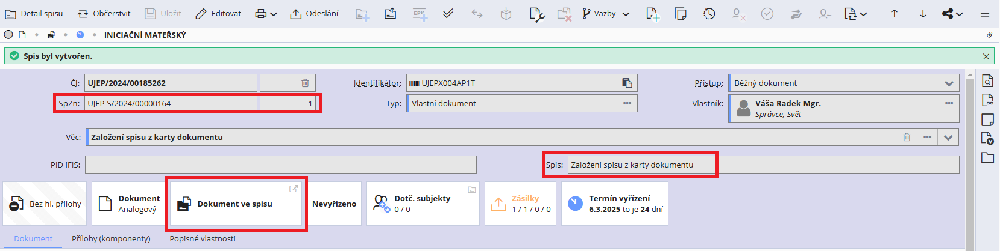 Detail spisu Občerstvit Uložit Editovat Odeslání EPK Vazby
INICIAČNÍ MATEŘSKÝ
Spis byl vytvořen.
ČJ: UJEP/2024/00185262 Identifikátor: UJEPX004AP1T Přístup: Běžný dokument
SpZn: UJEP-S/2024/00000164 1 Typ: Vlastní dokument Vlastník: Váša Radek Mgr.
Správce, Svět
Věc: Založení spisu z karty dokumentu
PID iFIS: Spis: Založení spisu z karty dokumentu
Bez hl. přílohy Dokument Analogový Dokument ve spisu Nevyřízeno Dotč. subjekty 0 / 0 Zásilky 1 / 1 / 0 / 0 Termín vyřízení 6.3.2025 to je 24 dní
Dokument Přílohy (komponenty) Popisné vlastnosti